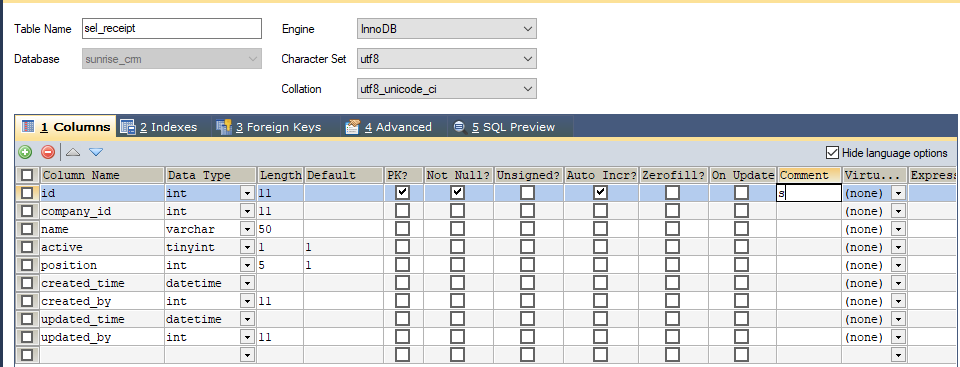 Table Name sel_receipt Engine InnoDB
Database sunrise_crm Character Set utf8
Collation utf8_unicode_ci
1 Columns 2 Indexes 3 Foreign Keys 4 Advanced 5 SQL Preview
Hide language options
Column Name Data Type Length Default PK? Not Null? Unsigned? Auto Incr? Zerofill? On Update Comment Virtu... Express
id int 11 s (none)
company_id int 11 (none)
name varchar 50 (none)
active tinyint 1 1 (none)
position int 5 1 (none)
created_time datetime (none)
created_by int 11 (none)
updated_time datetime (none)
updated_by int 11 (none)